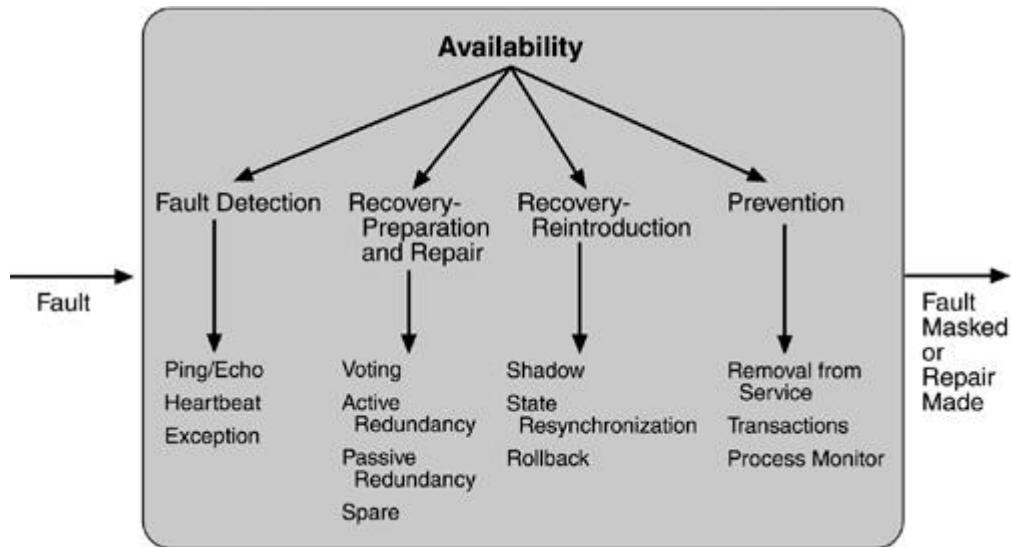 Availability
Fault Detection
Recovery-
Preparation
and Repair
Recovery-
Reintroduction
Prevention
Fault
Fault
Masked
or
Repair
Made
Ping/Echo
Heartbeat
Exception
Voting
Active
Redundancy
Passive
Redundancy
Spare
Shadow
State
Resynchronization
Rollback
Removal from
Service
Transactions
Process Monitor